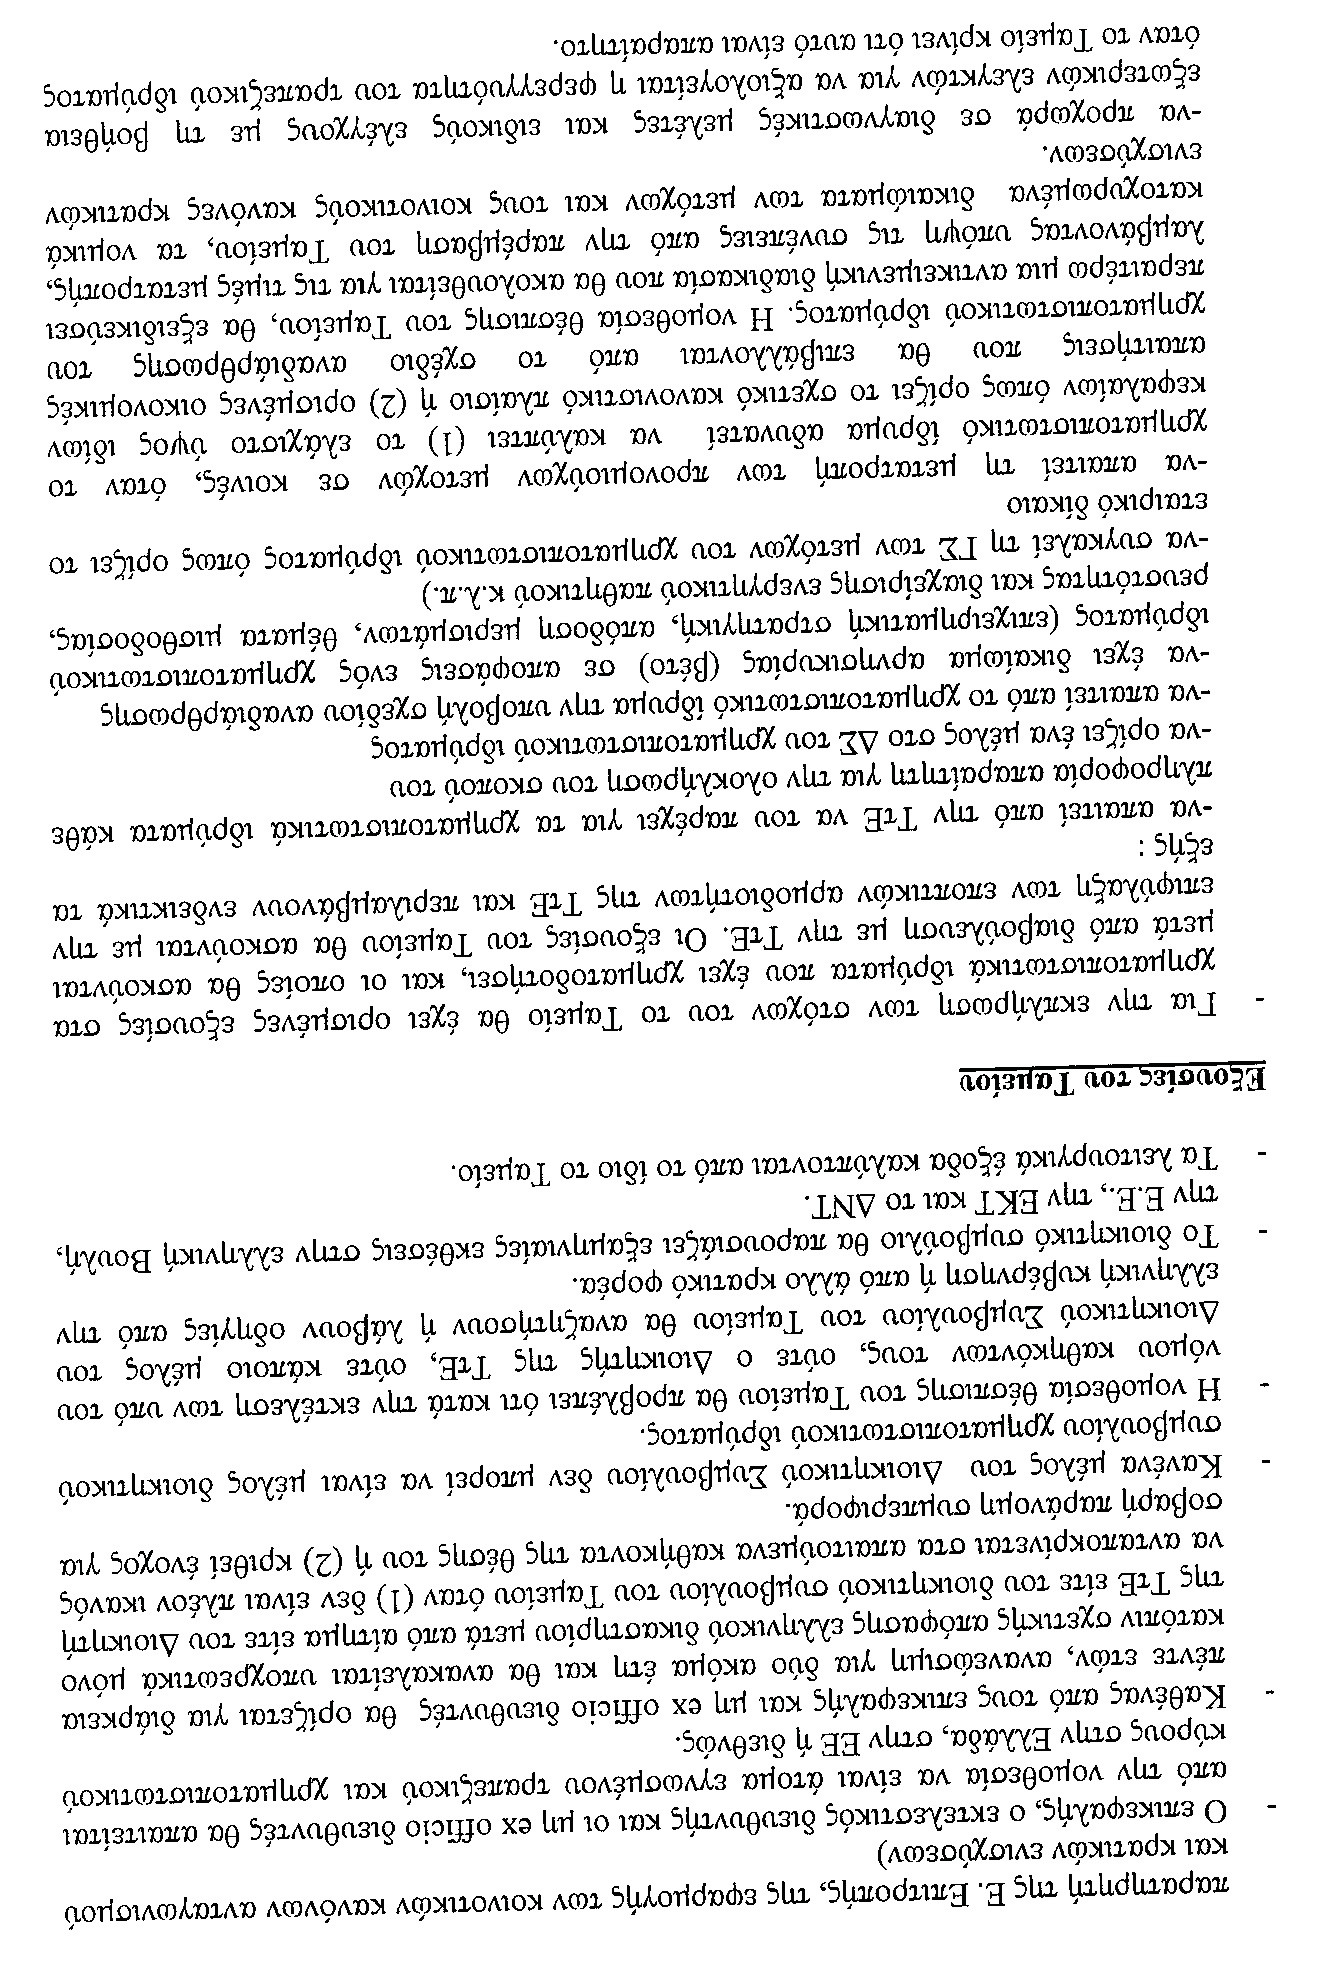 παρατηρητή της Ε. Επιτροπής, της εφαρμογής των κοινοτικών κανόνων ανταγωνισμού
και κρατικών ενισχύσεων)
- Ο επικεφαλής, ο εκτελεστικός διευθυντής και οι μη ex officio διευθυντές θα απαιτείται
από την νομοθεσία να είναι άτομα εγνωσμένου τραπεζικού και χρηματοπιστωτικού
κύρους στην Ελλάδα, στην ΕΕ ή διεθνώς.
- Καθένας από τους επικεφαλής και μη ex officio διευθυντές θα ορίζεται για διάρκεια
πέντε ετών, ανανεώσιμη για δύο ακόμα έτη και θα ανακαλείται υποχρεωτικά μόνο
κατόπιν σχετικής απόφασης ελληνικού δικαστηρίου μετά από αίτημα είτε του Διοικητή
της ΤτΕ είτε του διοικητικού συμβουλίου του Ταμείου όταν (1) δεν είναι πλέον ικανός
να ανταποκρίνεται στα απαιτούμενα καθήκοντα της θέσης του ή (2) κριθεί ένοχος για
σοβαρή παράνομη συμπεριφορά.
- Κανένα μέλος του Διοικητικού Συμβουλίου δεν μπορεί να είναι μέλος διοικητικού
συμβουλίου χρηματοπιστωτικού ιδρύματος.
- Η νομοθεσία θέσπισης του Ταμείου θα προβλέπει ότι κατά την εκτέλεση των υπό του
νόμου καθηκόντων τους, ούτε ο Διοικητής της ΤτΕ, ούτε κάποιο μέλος του
Διοικητικού Συμβουλίου του Ταμείου θα αναζητήσουν ή λάβουν οδηγίες από την
ελληνική κυβέρνηση ή από άλλο κρατικό φορέα.
- Το διοικητικό συμβούλιο θα παρουσιάζει εξαμηνιαίες εκθέσεις στην ελληνική Βουλή,
την Ε.Ε., την ΕΚΤ και το ΔΝΤ.
- Τα λειτουργικά έξοδα καλύπτονται από το ίδιο το Ταμείο.
Εξουσίες του Ταμείου
- Για την εκπλήρωση των στόχων του το Ταμείο θα έχει ορισμένες εξουσίες στα
χρηματοπιστωτικά ιδρύματα που έχει χρηματοδοτήσει, και οι οποίες θα ασκούνται
μετά από διαβούλευση με την ΤτΕ. Οι εξουσίες του Ταμείου θα ασκούνται με την
επιφύλαξη των εποπτικών αρμοδιοτήτων της ΤτΕ και περιλαμβάνουν ενδεικτικά τα
εξής :
-να απαιτεί από την ΤτΕ να του παρέχει για τα χρηματοπιστωτικά ιδρύματα κάθε
πληροφορία απαραίτητη για την ολοκλήρωση του σκοπού του
-να ορίζει ένα μέλος στο ΔΣ του χρηματοπιστωτικού ιδρύματος
-να απαιτεί από το χρηματοπιστωτικό ίδρυμα την υποβολή σχεδίου αναδιάρθρωσης
-να έχει δικαίωμα αρνησικυρίας (βέτο) σε αποφάσεις ενός χρηματοπιστωτικού
ιδρύματος (επιχειρηματική στρατηγική, απόδοση μερισμάτων, θέματα μισθοδοσίας,
ρευστότητας και διαχείρισης ενεργητικού παθητικού κ.λ.π.)
-να συγκαλεί τη ΓΣ των μετόχων του χρηματοπιστωτικού ιδρύματος όπως ορίζει το
εταιρικό δίκαιο
-να απαιτεί τη μετατροπή των προνομιούχων μετοχών σε κοινές, όταν το
χρηματοπιστωτικό ίδρυμα αδυνατεί να καλύπτει (1) το ελάχιστο ύψος ιδίων
κεφαλαίων όπως ορίζει το σχετικό κανονιστικό πλαίσιο ή (2) ορισμένες οικονομικές
απαιτήσεις που θα επιβάλλονται από το σχέδιο αναδιάρθρωσης του
χρηματοπιστωτικού ιδρύματος. Η νομοθεσία θέσπισης του Ταμείου, θα εξειδικεύσει
περαιτέρω μια αντικειμενική διαδικασία που θα ακολουθείται για τις τιμές μετατροπής,
λαμβάνοντας υπόψη τις συνέπειες από την παρέμβαση του Ταμείου, τα νομικά
κατοχυρωμένα δικαιώματα των μετόχων και τους κοινοτικούς κανόνες κρατικών
ενισχύσεων.
-να προχωρά σε διαγνωστικές μελέτες και ειδικούς ελέγχους με τη βοήθεια
εξωτερικών ελεγκτών για να αξιολογείται η φερεγγυότητα του τραπεζικού ιδρύματος
όταν το Ταμείο κρίνει ότι αυτό είναι απαραίτητο.